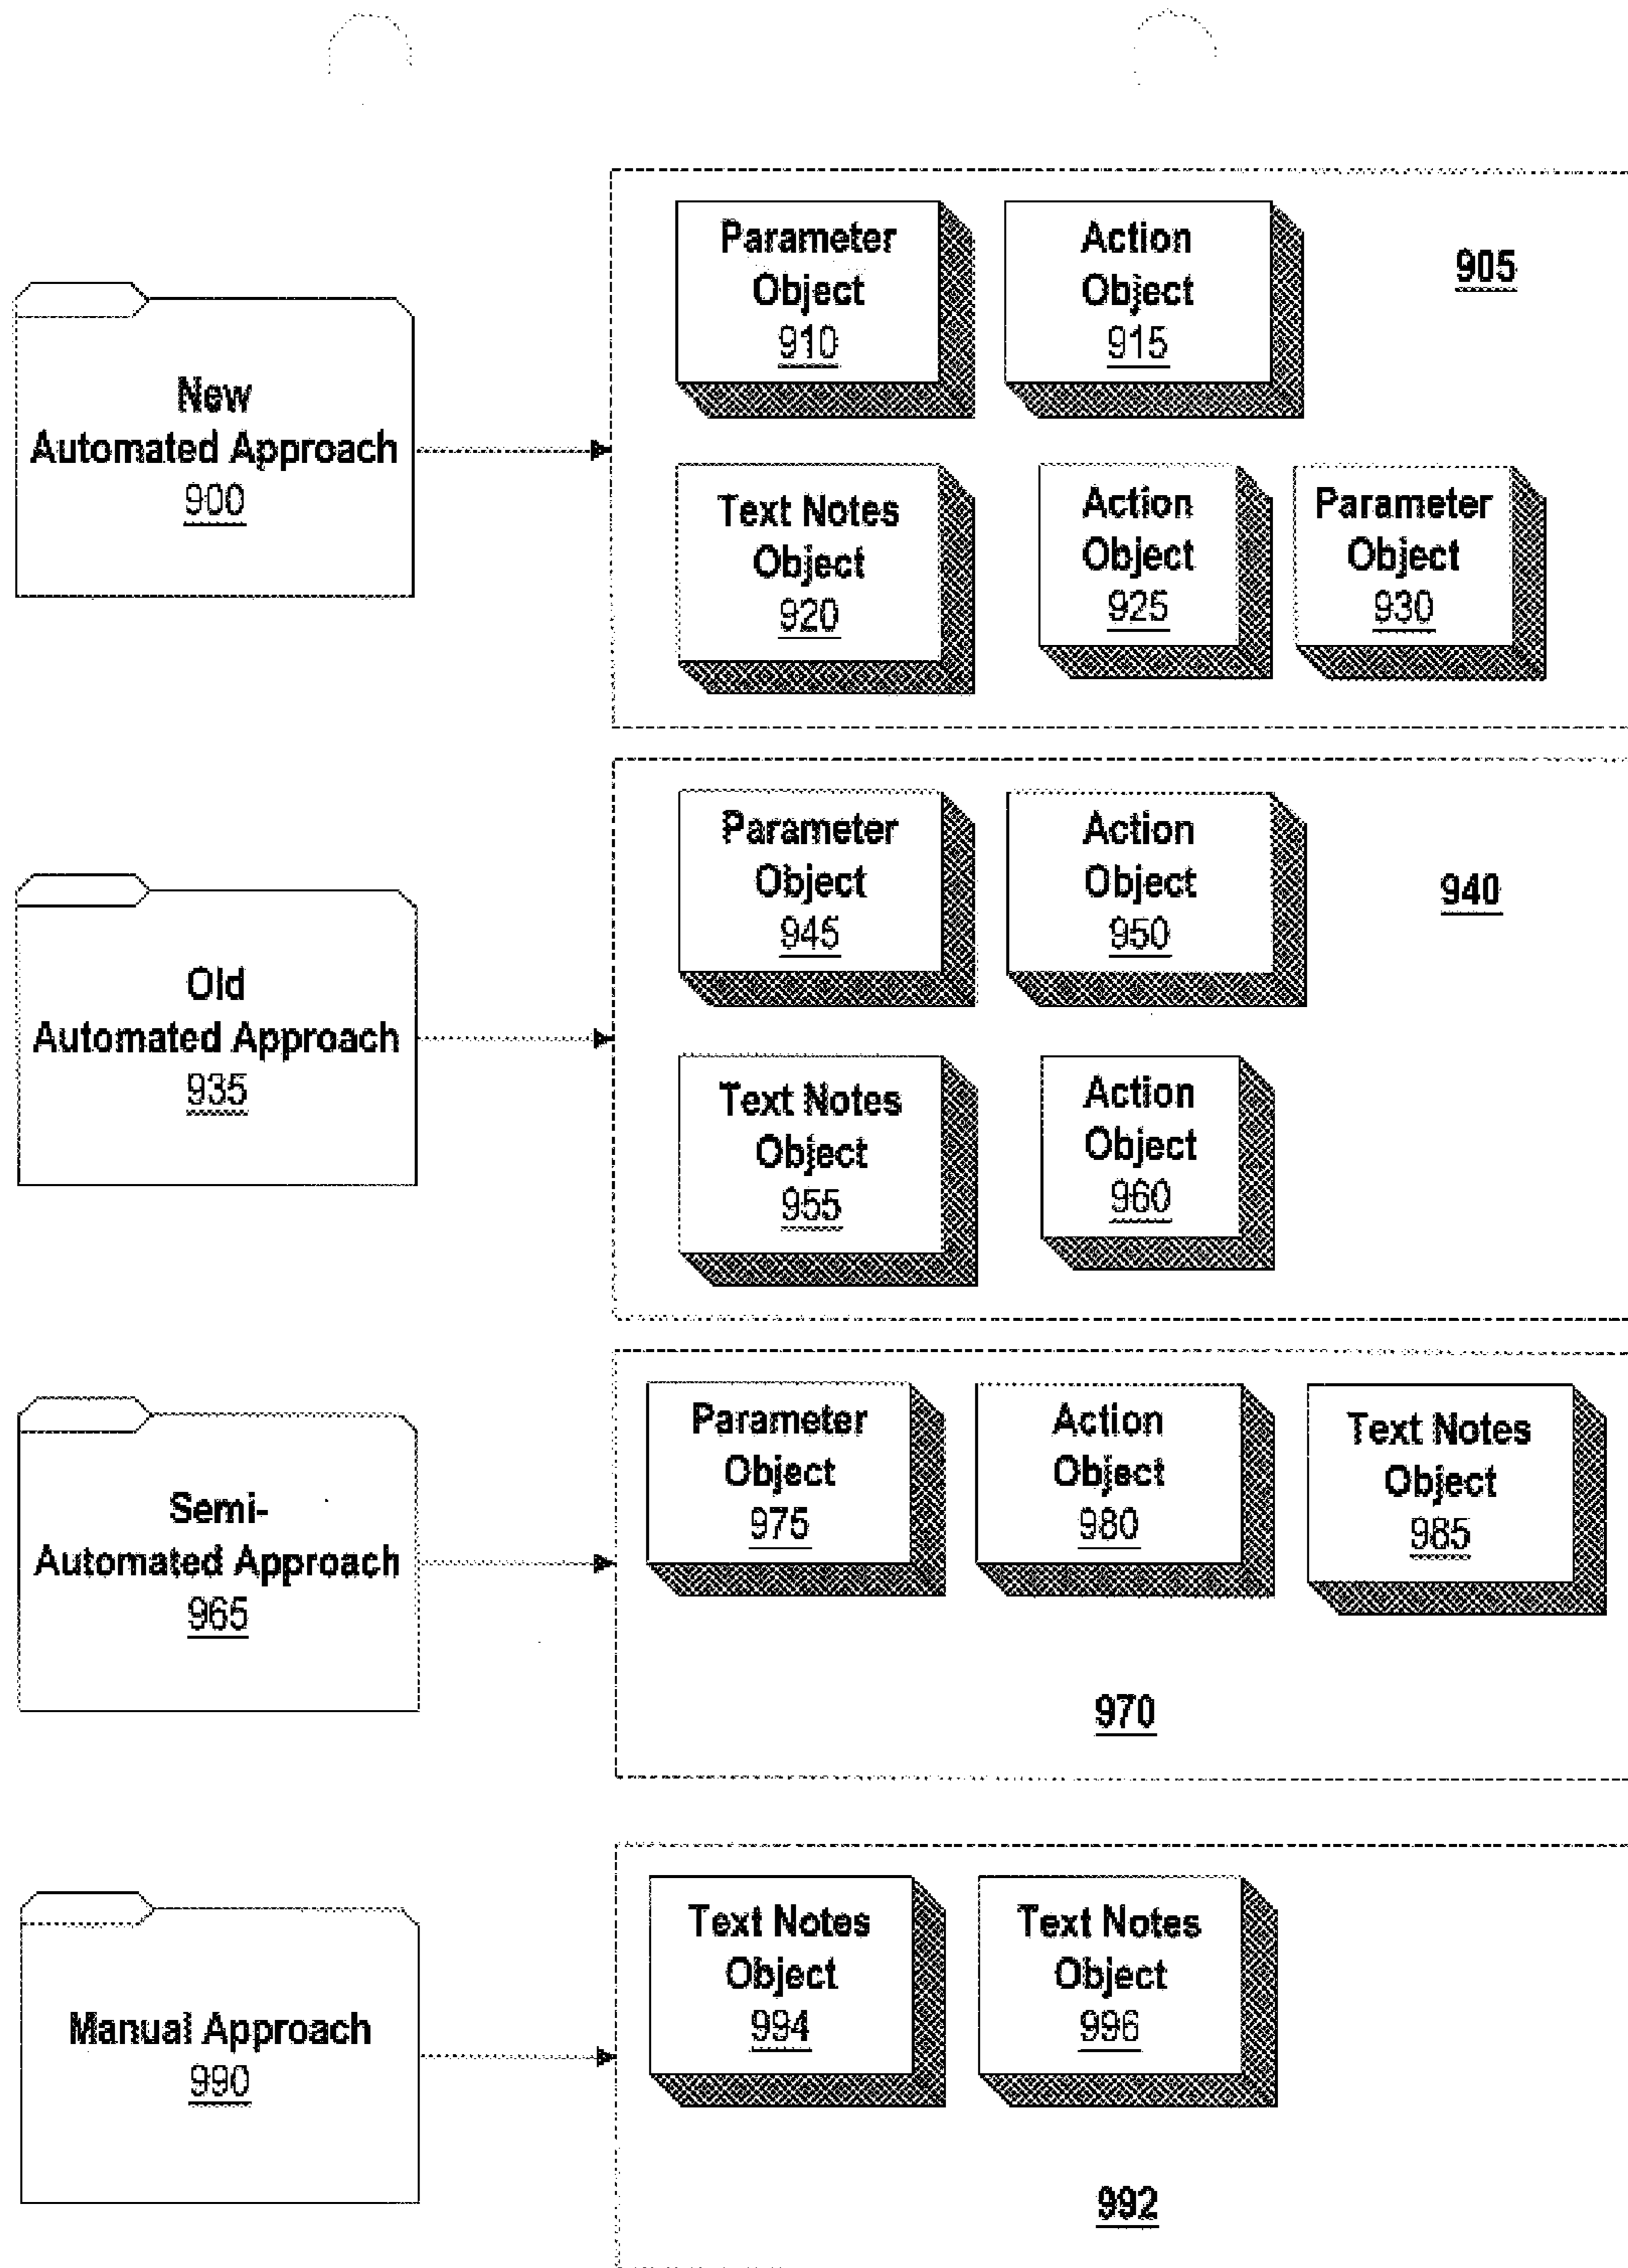 New
Automated Approach
900
Parameter
Object
910
Action
Object
915
905
Text Notes
Object
920
Action
Object
925
Parameter
Object
930
Old
Automated Approach
935
Parameter
Object
945
Action
Object
950
940
Text Notes
Object
955
Action
Object
960
Semi-
Automated Approach
965
Parameter
Object
975
Action
Object
980
Text Notes
Object
985
970
Manual Approach
990
Text Notes
Object
994
Text Notes
Object
996
992